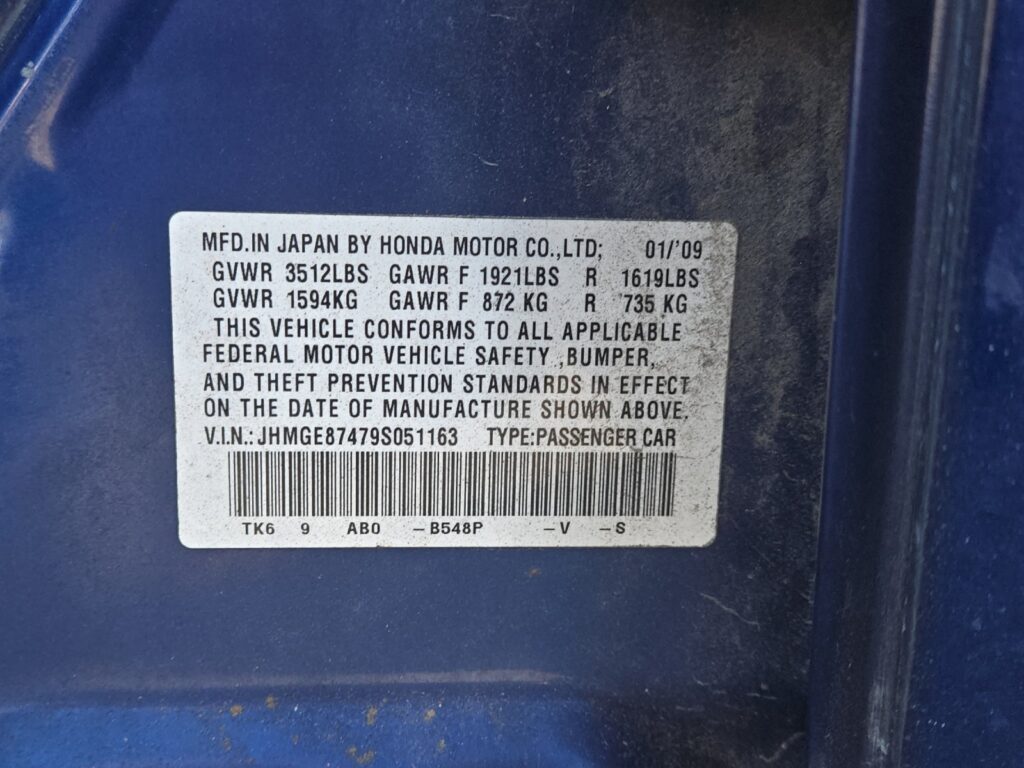 MFD.IN JAPAN BY HONDA MOTOR CO.,LTD; 01/'09
GVWR 3512LBS GAWR F 1921LBS R 1619LBS
GVWR 1594KG GAWR F 872 KG R 735 KG
THIS VEHICLE CONFORMS TO ALL APPLICABLE
FEDERAL MOTOR VEHICLE SAFETY ,BUMPER,
AND THEFT PREVENTION STANDARDS IN EFFECT
ON THE DATE OF MANUFACTURE SHOWN ABOVE.
V.I.N.: JHMGE87479S051163 TYPE:PASSENGER CAR
TK6 9 AB0 –B548P –V –S